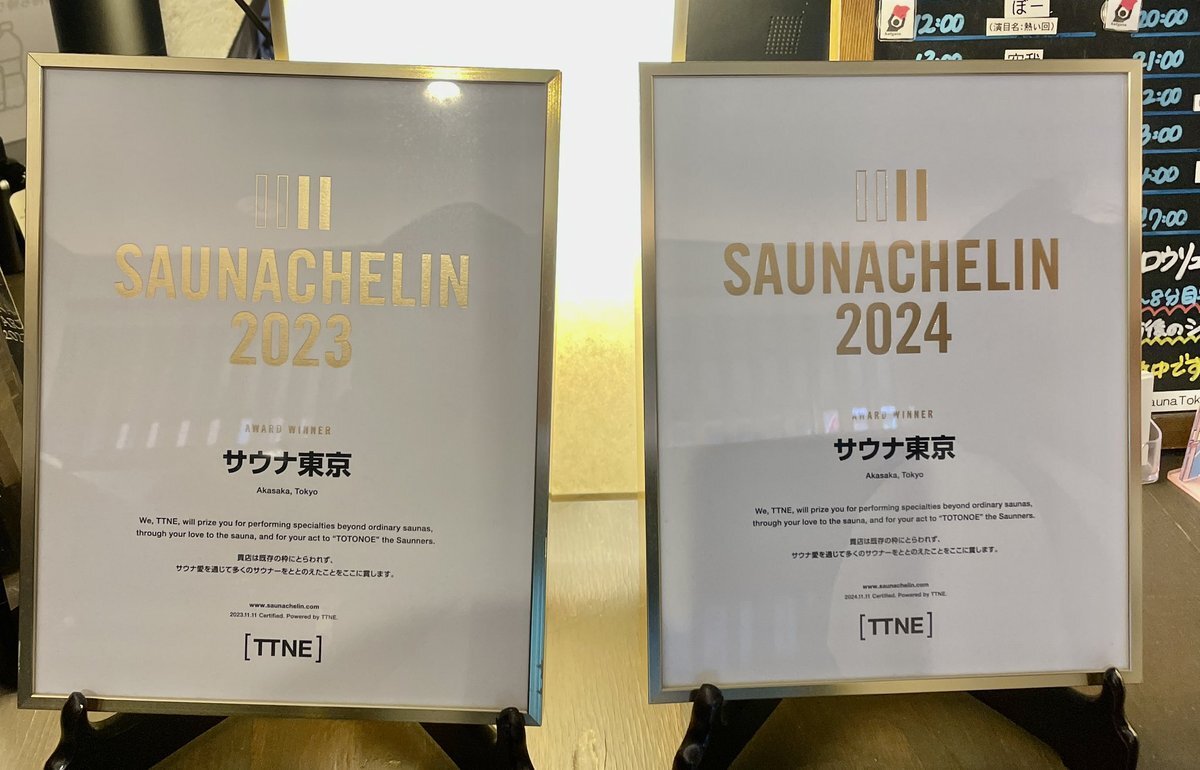 SAUNACHELIN
2023
AWARD WINNER
サウナ東京
Akasaka, Tokyo
We, TTNE, will prize you for performing specialties beyond ordinary saunas,
through your love to the sauna, and for your act to “TOTONOE” the Saunners.
貴店は既存の枠にとらわれず、
サウナ愛を通じて多くのサウナーをととのえたことをここに賞します。
www.saunachelin.com
2023.11.11 Certified. Powered by TTNE.
[TTNE]
SAUNACHELIN
2024
AWARD WINNER
サウナ東京
Akasaka, Tokyo
We, TTNE, will prize you for performing specialties beyond ordinary saunas,
through your love to the sauna, and for your act to “TOTONOE” the Saunners.
貴店は既存の枠にとらわれず、
サウナ愛を通じて多くのサウナーをととのえたことをここに賞します。
www.saunachelin.com
2024.11.11 Certified. Powered by TTNE.
[TTNE]
12:00
ぼー
(演目名:熱い回)
20:00
21:00
27:00